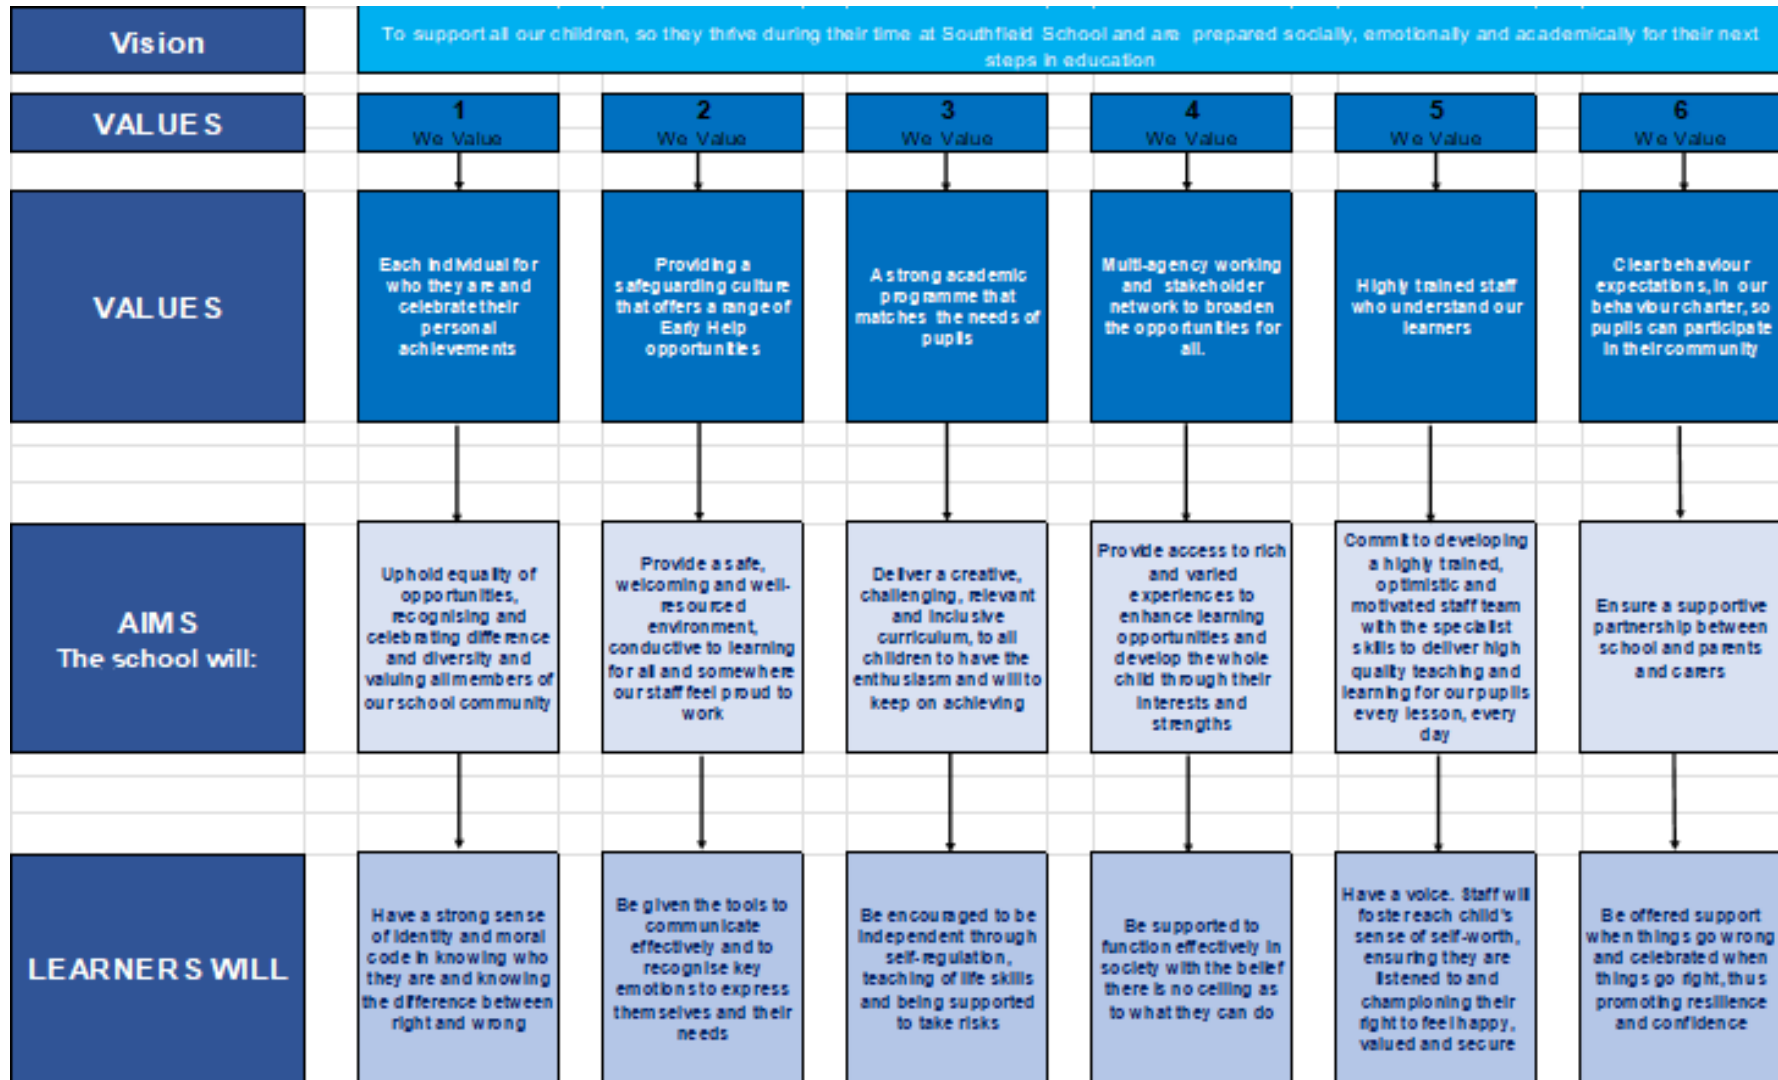 Vision
To support all our children, so they thrive during their time at Southfield School and are prepared socially, emotionally and academically for their next
steps in education
VALUES
1
We Value
2
We Value
3
We Value
4
We Value
5
We Value
6
We Value
VALUES
Each individual for
who they are and
celebrate their
personal
achievements
Providing a
safeguarding culture
that offers a range of
Early Help
opportunities
A strong academic
programme that
matches the needs of
pupils
Multi-agency working
and stakeholder
network to broaden
the opportunities for
all.
Highly trained staff
who understand our
learners
Clear behaviour
expectations, in our
behaviour charter, so
pupils can participate
in their community
AIMS
The school will:
Uphold equality of
opportunities,
recognising and
celebrating difference
and diversity and
valuing all members of
our school community
Provide a safe,
welcoming and well-
resourced
environment,
conductive to learning
for all and somewhere
our staff feel proud to
work
Deliver a creative,
challenging, relevant
and inclusive
curriculum, to all
children to have the
enthusiasm and will to
keep on achieving
Provide access to rich
and varied
experiences to
enhance learning
opportunities and
develop the whole
child through their
interests and
strengths
Commit to developing
a highly trained,
optimistic and
motivated staff team
with the specialist
skills to deliver high
quality teaching and
learning for our pupils
every lesson, every
day
Ensure a supportive
partnership between
school and parents
and carers
LEARNERS WILL
Have a strong sense
of identity and moral
code in knowing who
they are and knowing
the difference between
right and wrong
Be given the tools to
communicate
effectively and to
recognise key
emotions to express
themselves and their
needs
Be encouraged to be
independent through
self-regulation,
teaching of life skills
and being supported
to take risks
Be supported to
function effectively in
society with the belief
there is no ceiling as
to what they can do
Have a voice. Staff will
foster each child's
sense of self-worth,
ensuring they are
listened to and
championing their
right to feel happy,
valued and secure
Be offered support
when things go wrong
and celebrated when
things go right, thus
promoting resilience
and confidence